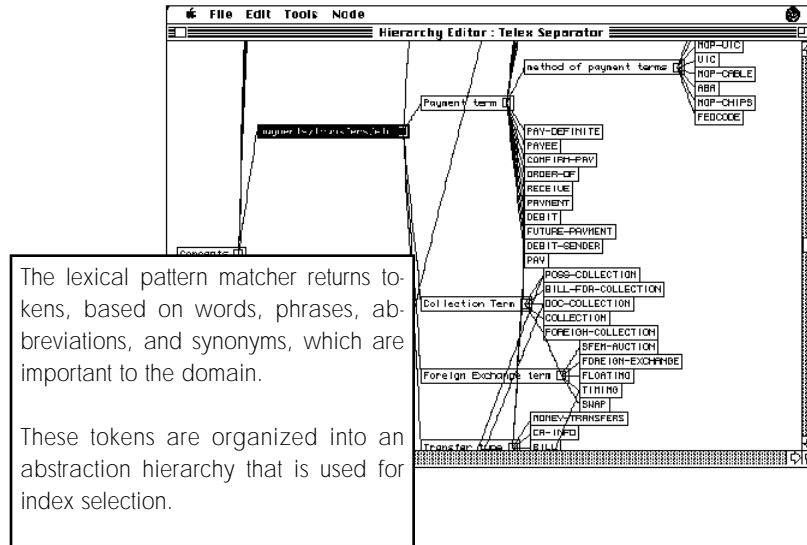 File Edit Tools Node
Hierarchy Editor : Telex Separator
MOP-UIC
method of payment terms
UIC
MOP-CABLE
ABA
Payment term
MOP-CHIPS
FEDCODE
PAY-DEFINITE
PAYEE
CONFIRM-PAY
ORDER-OF
RECEIVE
PAYMENT
DEBIT
FUTURE-PAYMENT
DEBIT-SENDER
PAY
Concepts
The lexical pattern matcher returns to-
kens, based on words, phrases, ab-
breviations, and synonyms, which are
important to the domain.
These tokens are organized into an
abstraction hierarchy that is used for
index selection.
POSS-COLLECTION
BILL-FOR-COLLECTION
Collection Term
DOC-COLLECTION
COLLECTION
FOREIGN-COLLECTION
SFEM-AUCTION
FOREIGN-EXCHANGE
Foreign Exchange term
FLOATING
TIMING
SWAP
MONEY-TRANSFERS
CR-INFO
Transfer type